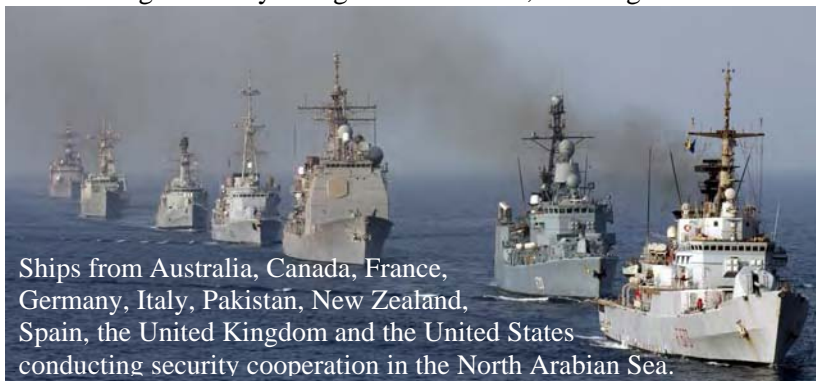 Ships from Australia, Canada, France,
Germany, Italy, Pakistan, New Zealand,
Spain, the United Kingdom and the United States
conducting security cooperation in the North Arabian Sea.